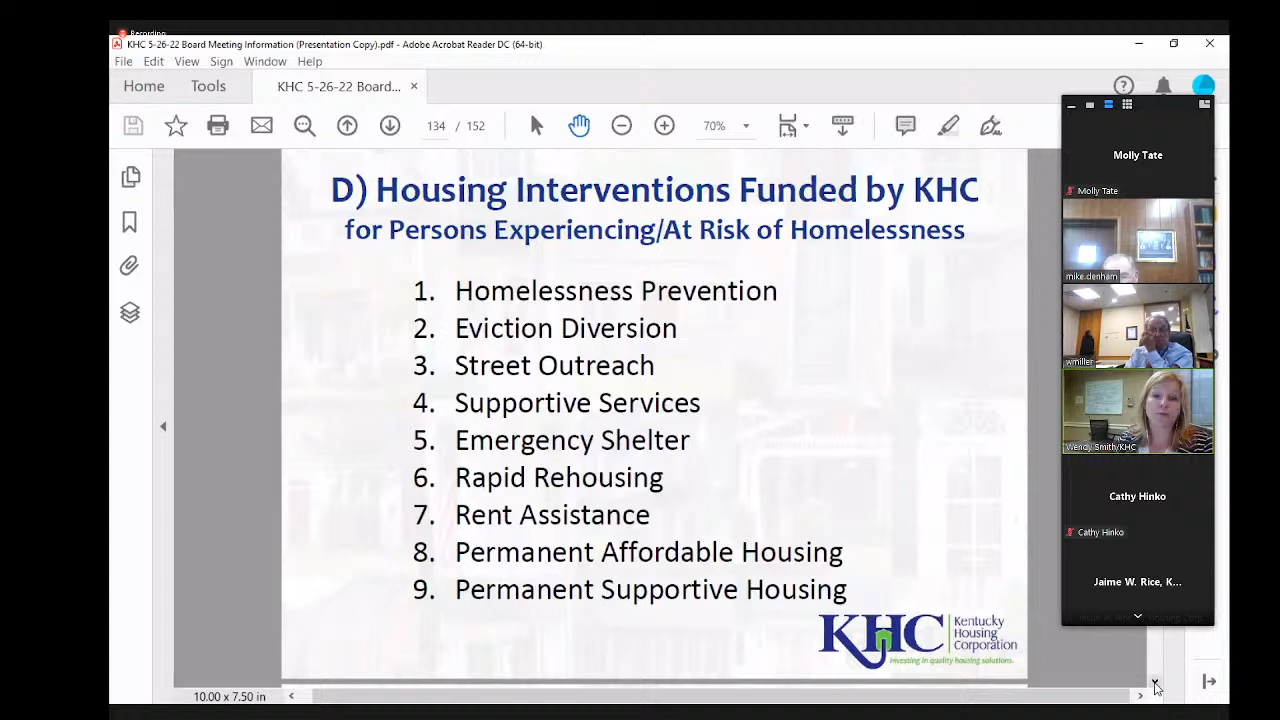 Recording
KHC 5-26-22 Board Meeting Information (Presentation Copy).pdf - Adobe Acrobat Reader DC (64-bit)
File Edit View Sign Window Help
Home Tools KHC 5-26-22 Board... ×
134 / 152 70%
D) Housing Interventions Funded by KHC
for Persons Experiencing/At Risk of Homelessness
1. Homelessness Prevention
2. Eviction Diversion
3. Street Outreach
4. Supportive Services
5. Emergency Shelter
6. Rapid Rehousing
7. Rent Assistance
8. Permanent Affordable Housing
9. Permanent Supportive Housing
KHC
Kentucky
Housing
Corporation
Investing in quality housing solutions.
10.00 x 7.50 in
Molly Tate
Molly Tate
mike.denham
wmiller
Wendy Smith/KHC
Cathy Hinko
Cathy Hinko
Jaime W. Rice, K...